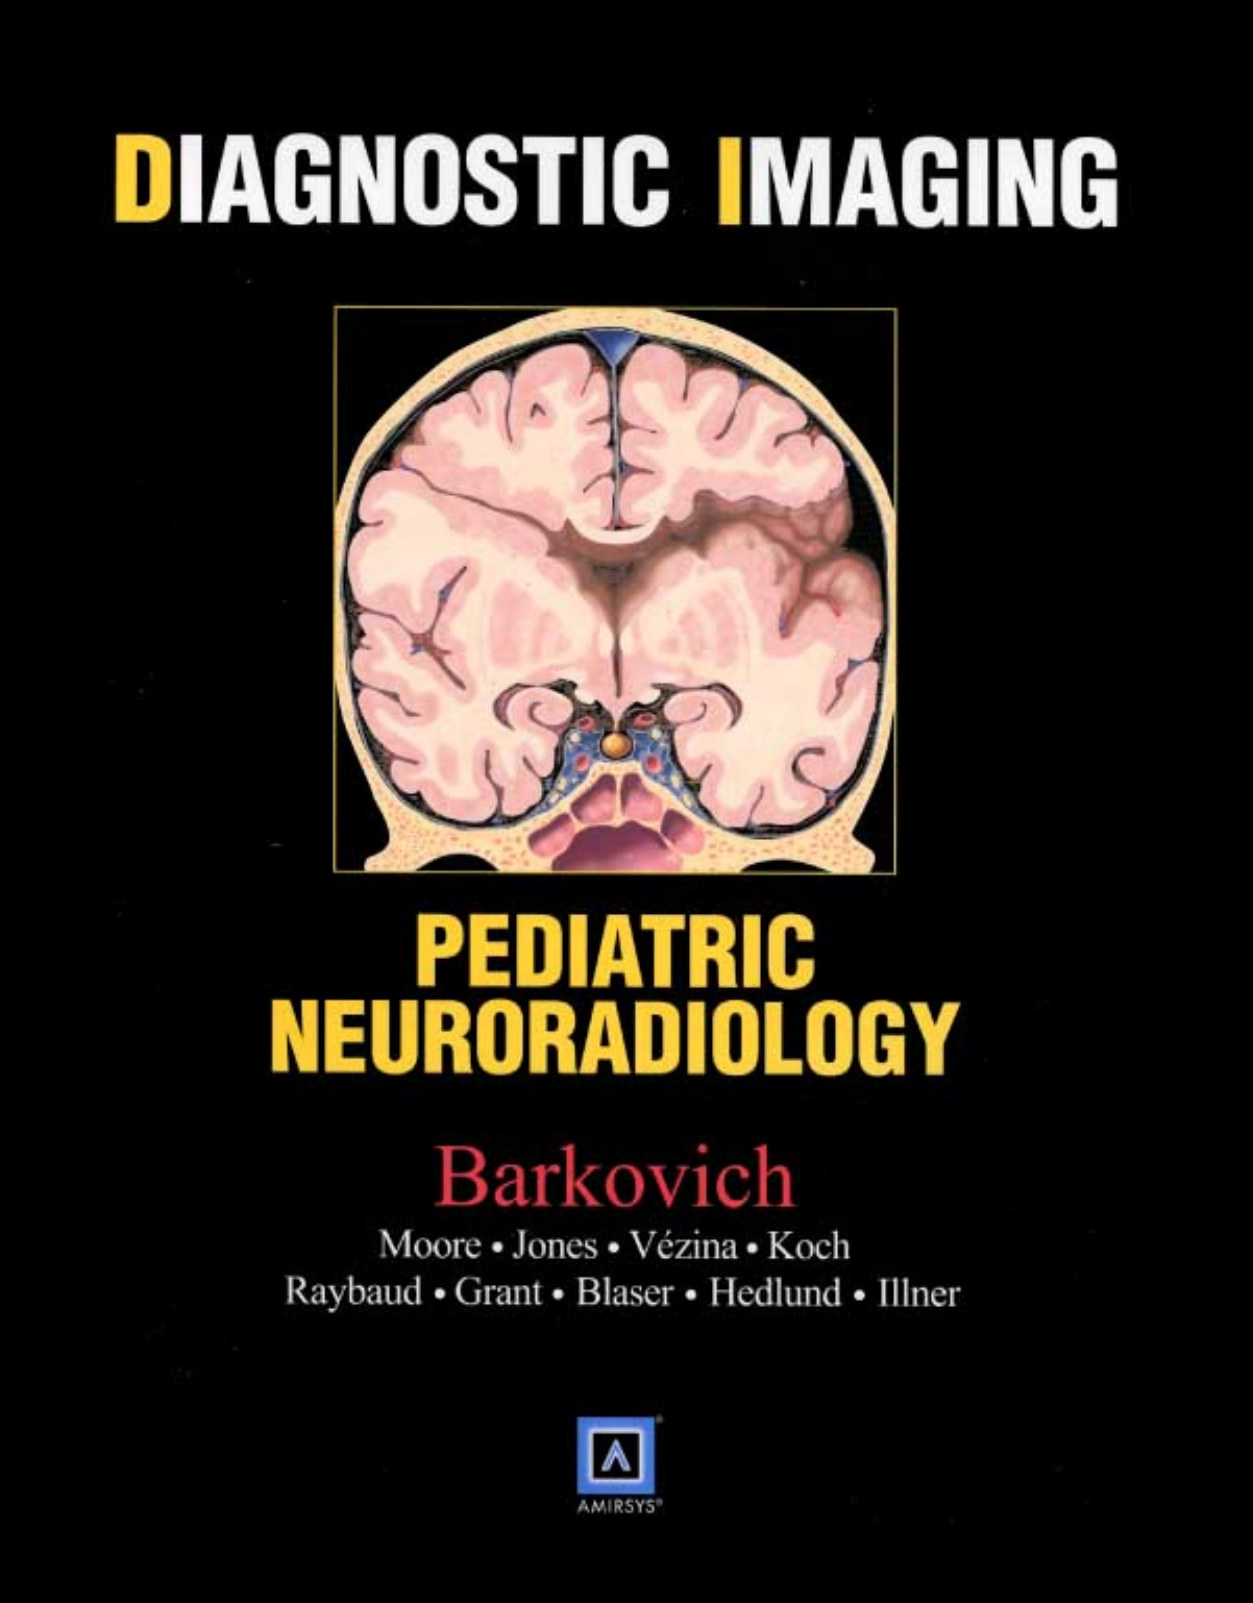 DIAGNOSTIC IMAGING
PEDIATRIC
NEURORADIOLOGY
Barkovich
Moore • Jones • Vézina • Koch
Raybaud • Grant • Blaser • Hedlund • Illner
AMIRSYS®